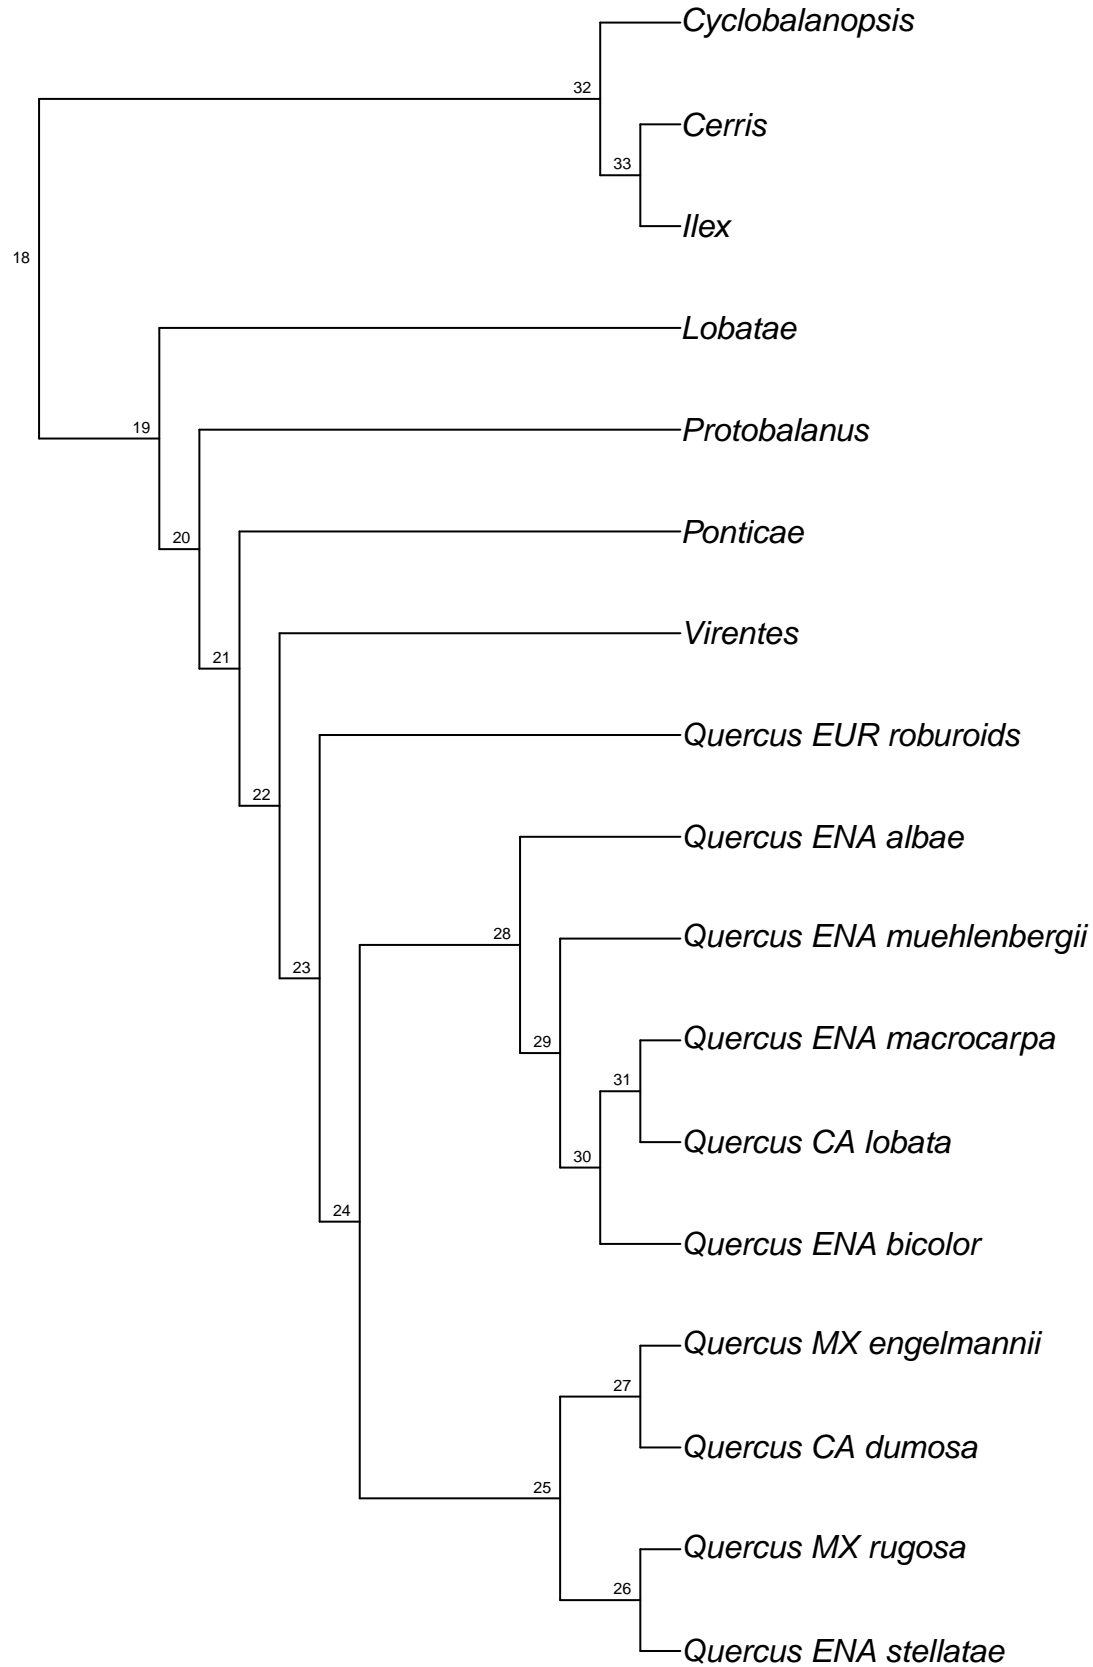 Cyclobalanopsis
32
Cerris
33
Ilex
18
Lobatae
19
Protobalanus
20
Ponticae
21
Virentes
22
Quercus EUR roburoids
23
Quercus ENA albae
28
Quercus ENA muehlenbergii
29
Quercus ENA macrocarpa
31
Quercus CA lobata
30
24
Quercus ENA bicolor
Quercus MX engelmannii
27
Quercus CA dumosa
25
Quercus MX rugosa
26
Quercus ENA stellatae